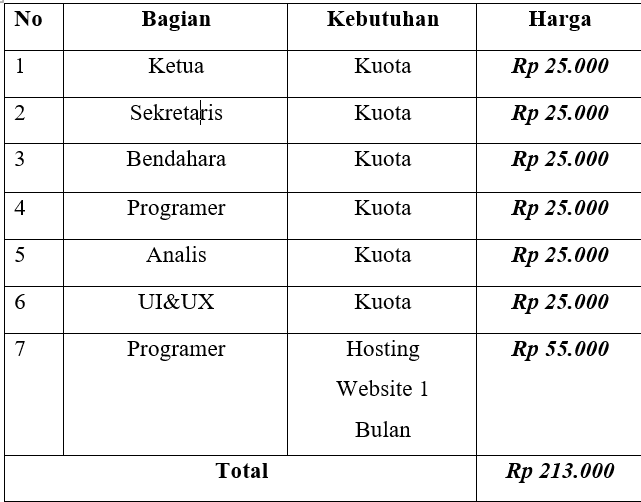 No Bagian Kebutuhan Harga
1 Ketua Kuota Rp 25.000
2 Sekretaris Kuota Rp 25.000
3 Bendahara Kuota Rp 25.000
4 Programer Kuota Rp 25.000
5 Analis Kuota Rp 25.000
6 UI&UX Kuota Rp 25.000
7 Programer Hosting Rp 55.000
Website 1
Bulan
Total Rp 213.000